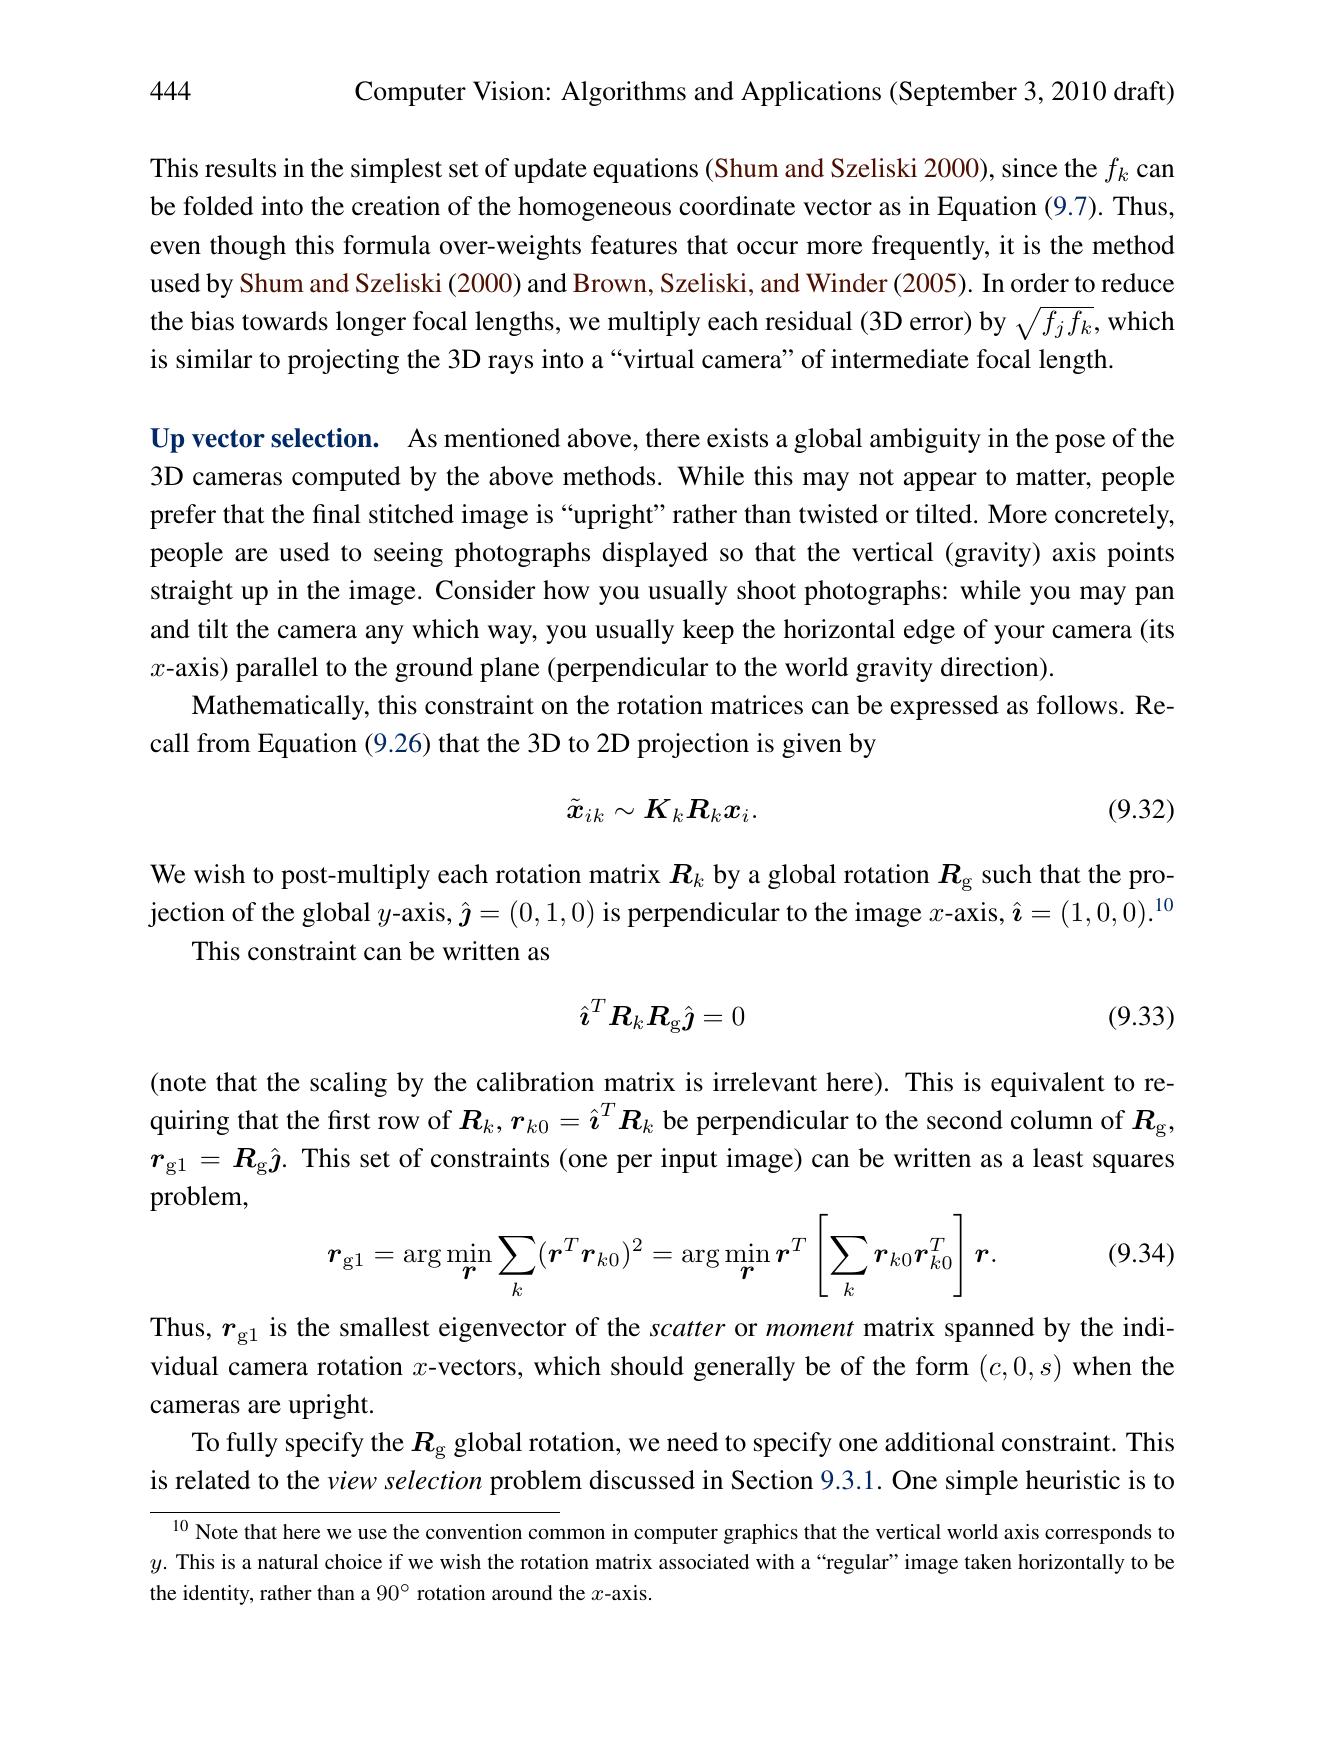 444 Computer Vision: Algorithms and Applications (September 3, 2010 draft)
This results in the simplest set of update equations (Shum and Szeliski 2000), since the $f_k$ can
be folded into the creation of the homogeneous coordinate vector as in Equation (9.7). Thus,
even though this formula over-weights features that occur more frequently, it is the method
used by Shum and Szeliski (2000) and Brown, Szeliski, and Winder (2005). In order to reduce
the bias towards longer focal lengths, we multiply each residual (3D error) by $\sqrt{f_j f_k}$, which
is similar to projecting the 3D rays into a “virtual camera” of intermediate focal length.
Up vector selection. As mentioned above, there exists a global ambiguity in the pose of the
3D cameras computed by the above methods. While this may not appear to matter, people
prefer that the final stitched image is “upright” rather than twisted or tilted. More concretely,
people are used to seeing photographs displayed so that the vertical (gravity) axis points
straight up in the image. Consider how you usually shoot photographs: while you may pan
and tilt the camera any which way, you usually keep the horizontal edge of your camera (its
$x$-axis) parallel to the ground plane (perpendicular to the world gravity direction).
Mathematically, this constraint on the rotation matrices can be expressed as follows. Re-
call from Equation (9.26) that the 3D to 2D projection is given by
$\tilde{\boldsymbol{x}}_{ik} \sim \boldsymbol{K}_k \boldsymbol{R}_k \boldsymbol{x}_i.$ (9.32)
We wish to post-multiply each rotation matrix $\boldsymbol{R}_k$ by a global rotation $\boldsymbol{R}_{\mathrm{g}}$ such that the pro-
jection of the global $y$-axis, $\hat{\boldsymbol{\jmath}} = (0, 1, 0)$ is perpendicular to the image $x$-axis, $\hat{\boldsymbol{\imath}} = (1, 0, 0)$.$^{10}$
This constraint can be written as
$\hat{\boldsymbol{\imath}}^T \boldsymbol{R}_k \boldsymbol{R}_{\mathrm{g}} \hat{\boldsymbol{\jmath}} = 0$ (9.33)
(note that the scaling by the calibration matrix is irrelevant here). This is equivalent to re-
quiring that the first row of $\boldsymbol{R}_k$, $\boldsymbol{r}_{k0} = \hat{\boldsymbol{\imath}}^T \boldsymbol{R}_k$ be perpendicular to the second column of $\boldsymbol{R}_{\mathrm{g}}$,
$\boldsymbol{r}_{\mathrm{g}1} = \boldsymbol{R}_{\mathrm{g}} \hat{\boldsymbol{\jmath}}$. This set of constraints (one per input image) can be written as a least squares
problem,
$\boldsymbol{r}_{\mathrm{g}1} = \arg\min_{\boldsymbol{r}} \sum_k (\boldsymbol{r}^T \boldsymbol{r}_{k0})^2 = \arg\min_{\boldsymbol{r}} \boldsymbol{r}^T \left[ \sum_k \boldsymbol{r}_{k0} \boldsymbol{r}_{k0}^T \right] \boldsymbol{r}.$ (9.34)
Thus, $\boldsymbol{r}_{\mathrm{g}1}$ is the smallest eigenvector of the scatter or moment matrix spanned by the indi-
vidual camera rotation $x$-vectors, which should generally be of the form $(c, 0, s)$ when the
cameras are upright.
To fully specify the $\boldsymbol{R}_{\mathrm{g}}$ global rotation, we need to specify one additional constraint. This
is related to the view selection problem discussed in Section 9.3.1. One simple heuristic is to
$^{10}$ Note that here we use the convention common in computer graphics that the vertical world axis corresponds to
$y$. This is a natural choice if we wish the rotation matrix associated with a “regular” image taken horizontally to be
the identity, rather than a 90° rotation around the $x$-axis.